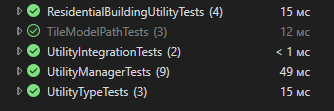 ResidentialBuildingUtilityTests (4) 15 мс
TileModelPathTests (3) 12 мс
UtilityIntegrationTests (2) < 1 мс
UtilityManagerTests (9) 49 мс
UtilityTypeTests (3) 15 мс